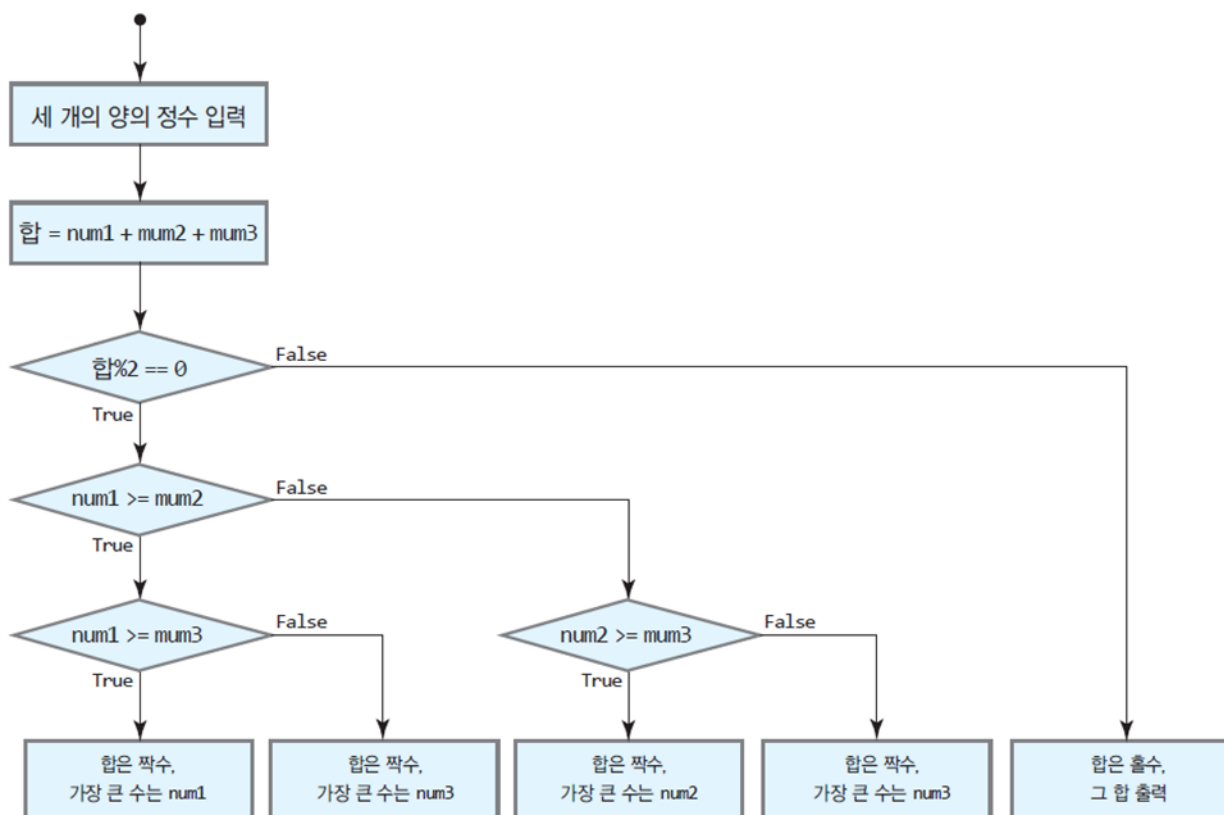 세 개의 양의 정수 입력
합 = num1 + mum2 + mum3
합%2 == 0
False
True
num1 >= mum2
False
True
num1 >= mum3
False
True
num2 >= mum3
False
True
합은 짝수,
가장 큰 수는 num1
합은 짝수,
가장 큰 수는 num3
합은 짝수,
가장 큰 수는 num2
합은 짝수,
가장 큰 수는 num3
합은 홀수,
그 합 출력